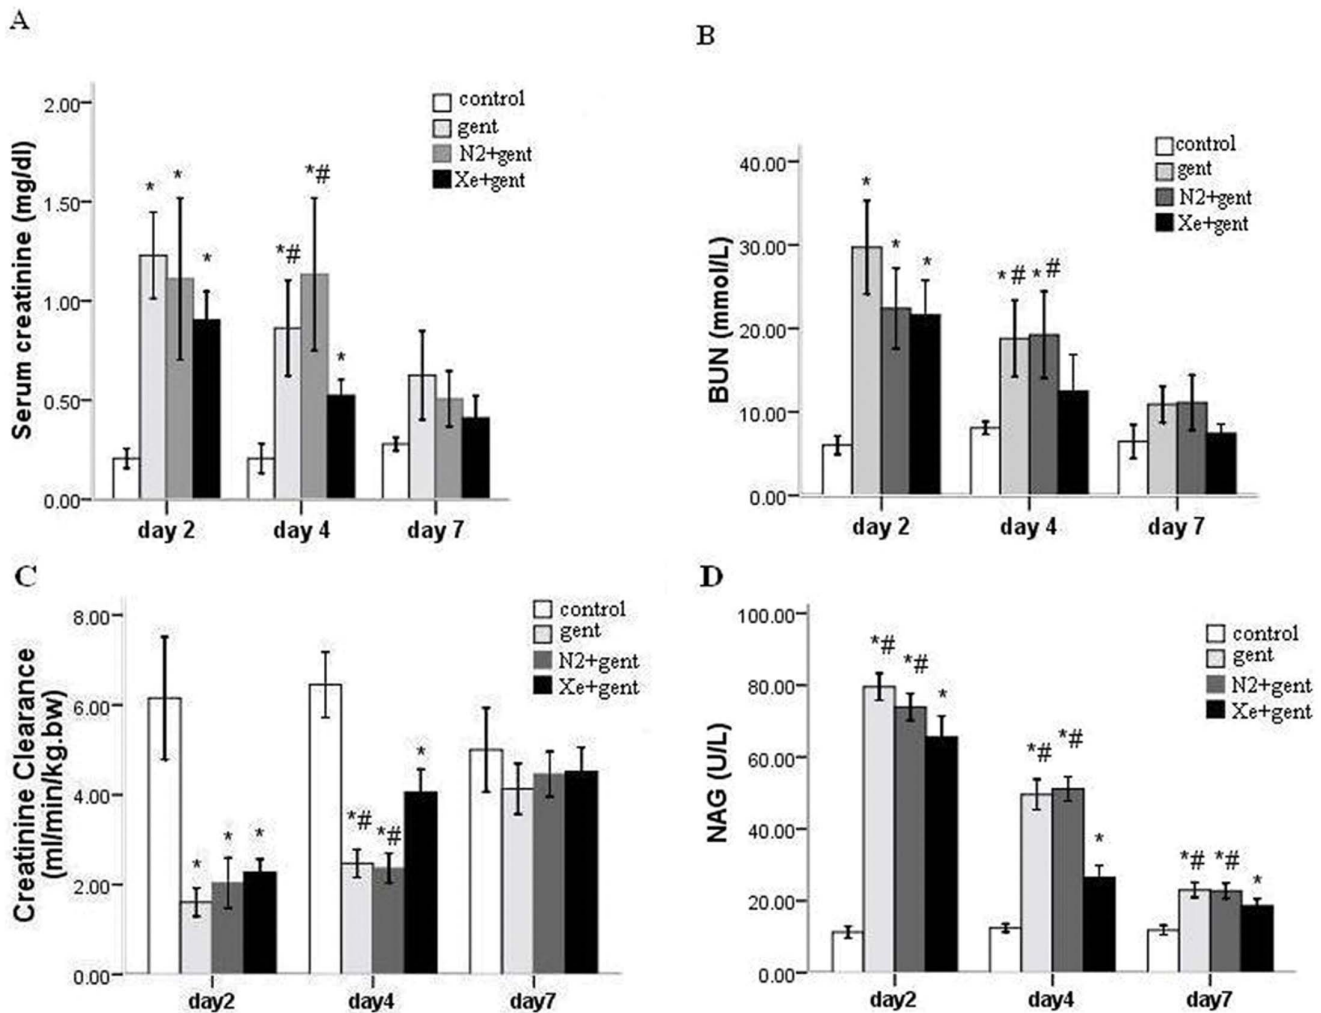 A
Serum creatinine (mg/dl)
2.00
1.50
1.00
0.50
0.00
control
gent
N2+gent
Xe+gent
* * *
*# *# *
day 2 day 4 day 7
B
BUN (mmol/L)
40.00
30.00
20.00
10.00
0.00
control
gent
N2+gent
Xe+gent
* * *
*# *#
day 2 day 4 day 7
C
Creatinine Clearance
(ml/min/kg.bw)
8.00
6.00
4.00
2.00
0.00
control
gent
N2+gent
Xe+gent
* * *
*# *# *
day2 day4 day7
D
NAG (U/L)
100.00
80.00
60.00
40.00
20.00
0.00
control
gent
N2+gent
Xe+gent
*# *# *
*# *# *
*# *# *
day2 day4 day7